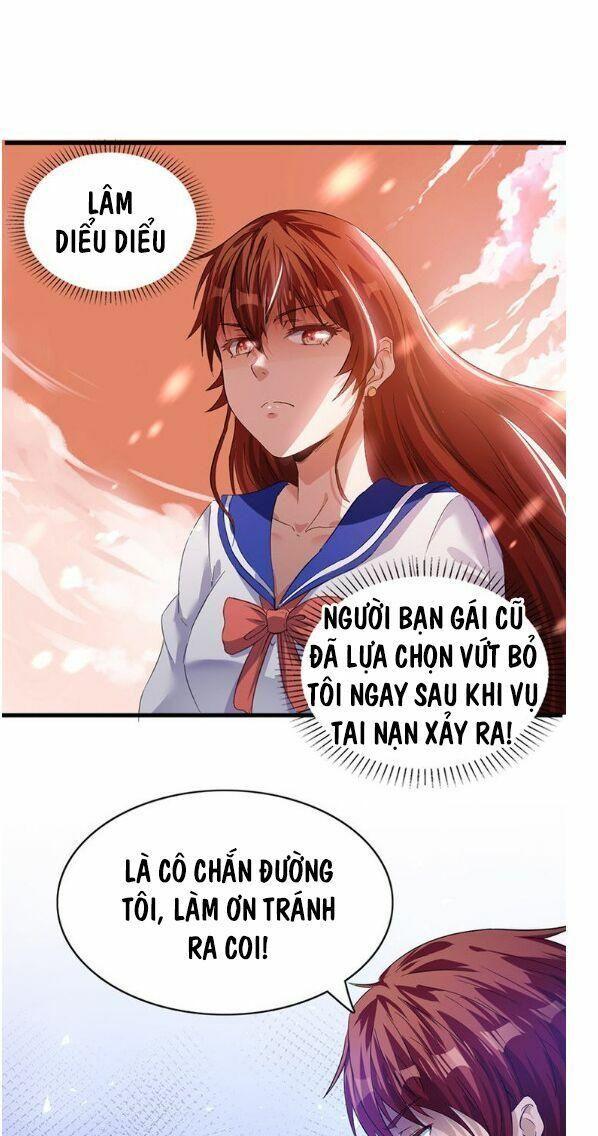 LÂM
DIỂU DIỂU
NGƯỜI BẠN GÁI CŨ
ĐÃ LỰA CHỌN VỨT BỎ
TÔI NGAY SAU KHI VỤ
TAI NẠN XẢY RA!
LÀ CÔ CHẮN ĐƯỜNG
TÔI, LÀM ƠN TRÁNH
RA COI!